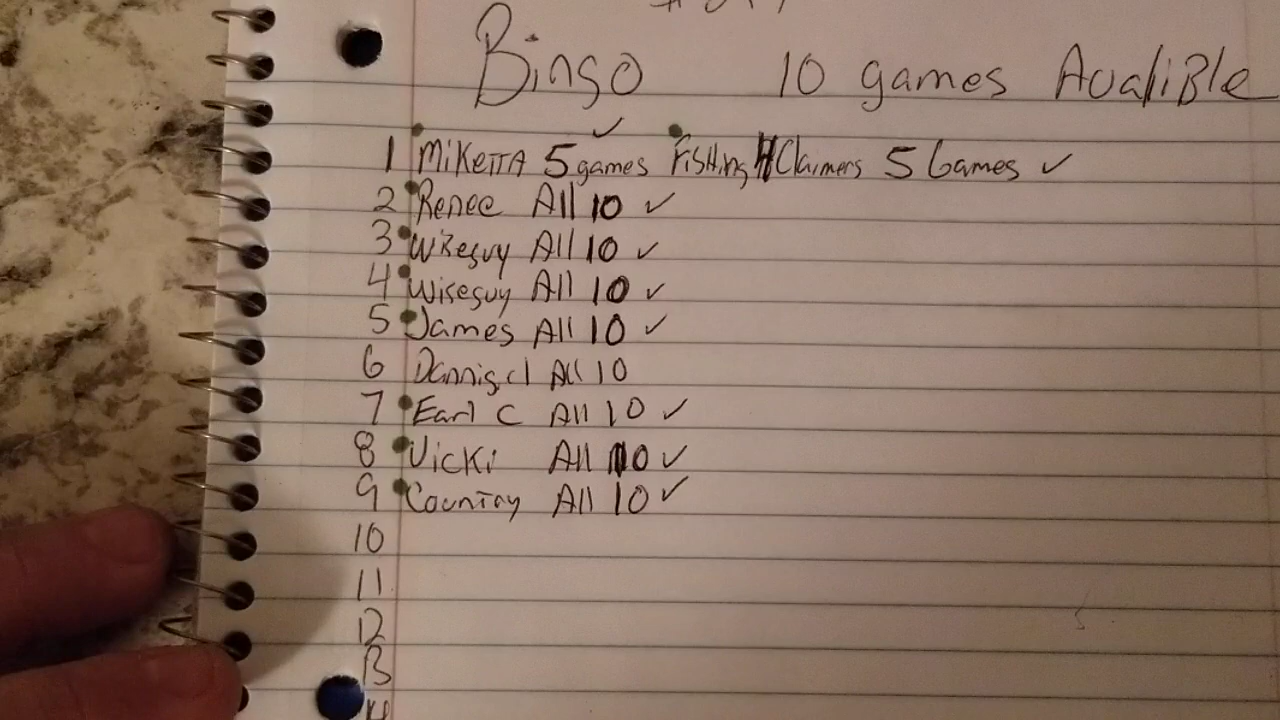 Bingo 10 games Avalible
1 Miketta 5 games ✓ Fishing Claimers 5 Games ✓
2 Renee All 10 ✓
3 Wiseguy All 10 ✓
4 Wiseguy All 10 ✓
5 James All 10 ✓
6 All 10
7 Earl C All 10 ✓
8 Vicki All 10 ✓
9 Country All 10 ✓
10
11
12
13
14